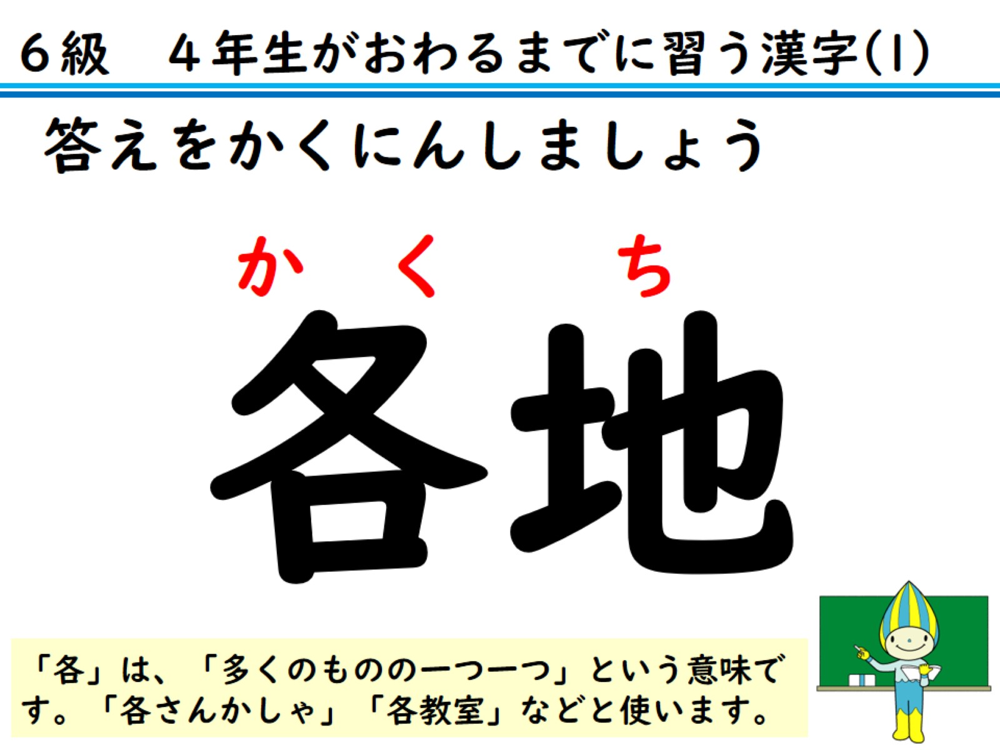 ６級　４年生がおわるまでに習う漢字(1)
答えをかくにんしましょう
かくち
各地
「各」は、「多くのものの一つ一つ」という意味で
す。「各さんかしゃ」「各教室」などと使います。